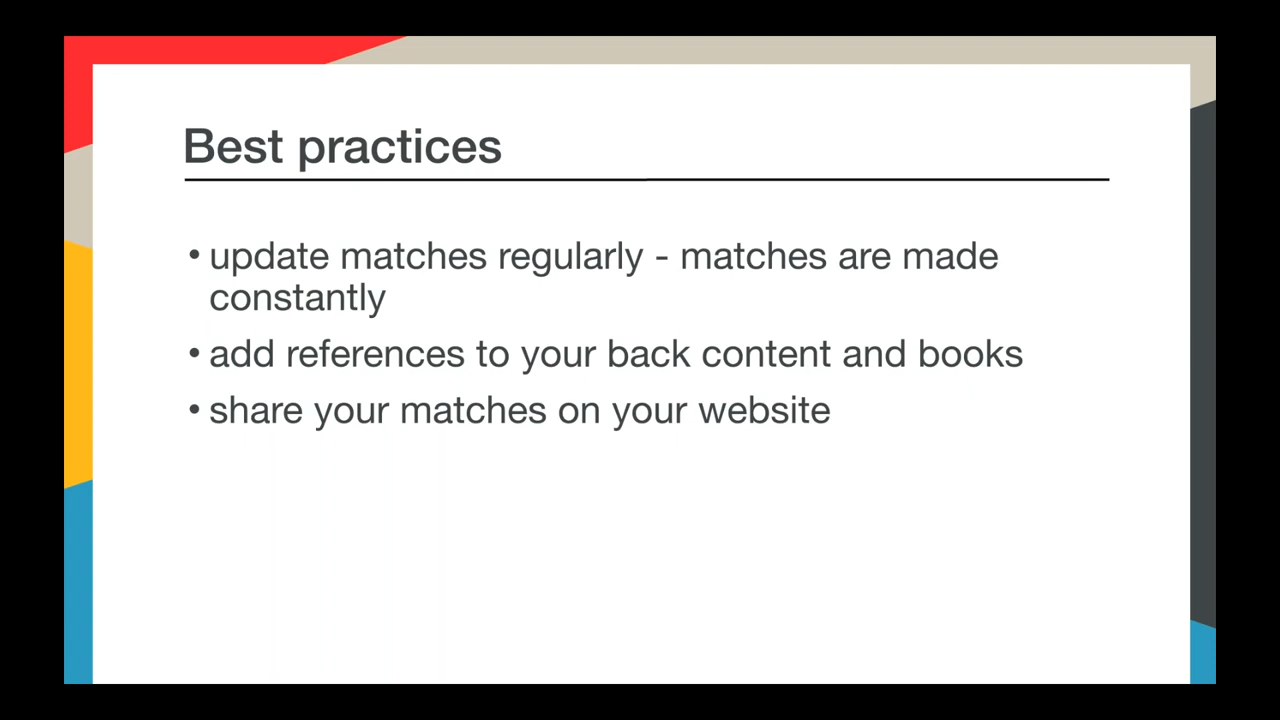 Best practices
• update matches regularly - matches are made
constantly
• add references to your back content and books
• share your matches on your website